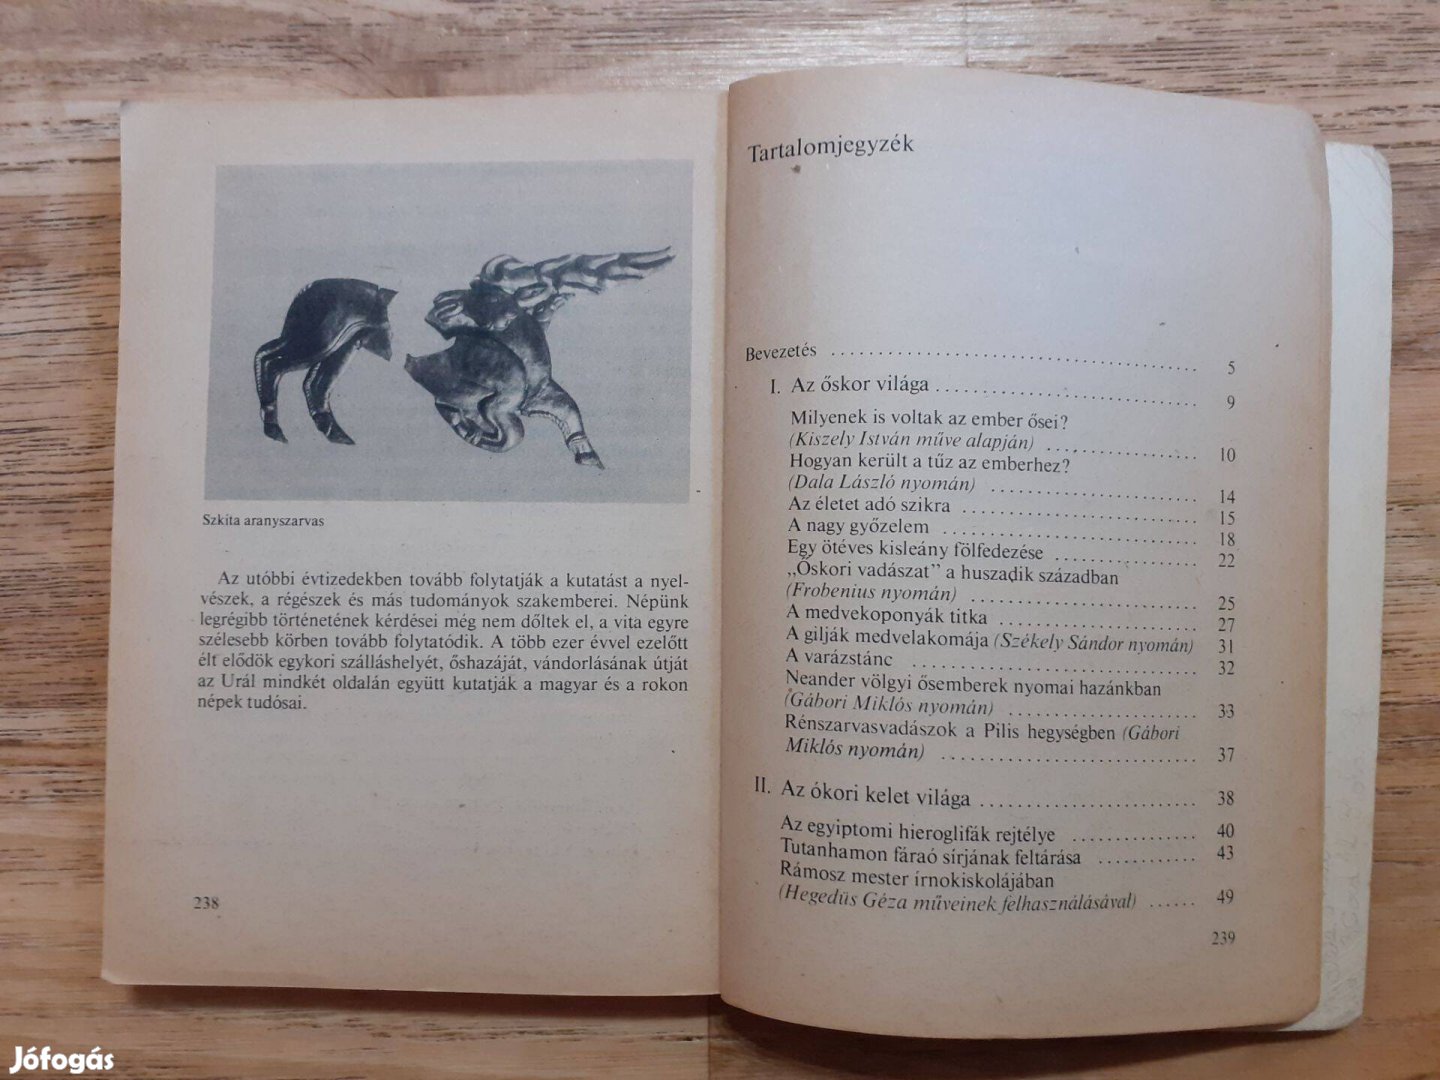 Szkíta aranyszarvas
Az utóbbi évtizedekben tovább folytatják a kutatást a nyel-
vészek, a régészek és más tudományok szakemberei. Népünk
legrégibb történetének kérdései még nem dőltek el, a vita egyre
szélesebb körben tovább folytatódik. A több ezer évvel ezelőtt
élt elődök egykori szálláshelyét, őshazáját, vándorlásának útját
az Urál mindkét oldalán együtt kutatják a magyar és a rokon
népek tudósai.
238
Tartalomjegyzék
Bevezetés .......... 5
I. Az őskor világa .......... 9
Milyenek is voltak az ember ősei?
(Kiszely István műve alapján) .......... 10
Hogyan került a tűz az emberhez?
(Dala László nyomán) .......... 14
Az életet adó szikra .......... 15
A nagy győzelem .......... 18
Egy ötéves kisleány fölfedezése .......... 22
„Őskori vadászat” a huszadik században
(Frobenius nyomán) .......... 25
A medvekoponyák titka .......... 27
A giljákok medvelakomája (Székely Sándor nyomán) 31
A varázstánc .......... 32
Neander völgyi ősemberek nyomai hazánkban
(Gábori Miklós nyomán) .......... 33
Rénszarvasvadászok a Pilis hegységben (Gábori
Miklós nyomán) .......... 37
II. Az ókori kelet világa .......... 38
Az egyiptomi hieroglifák rejtélye .......... 40
Tutanhamon fáraó sírjának feltárása .......... 43
Rámosz mester írnokiskolájában
(Hegedüs Géza műveinek felhasználásával) ...... 49
239
Jófogás